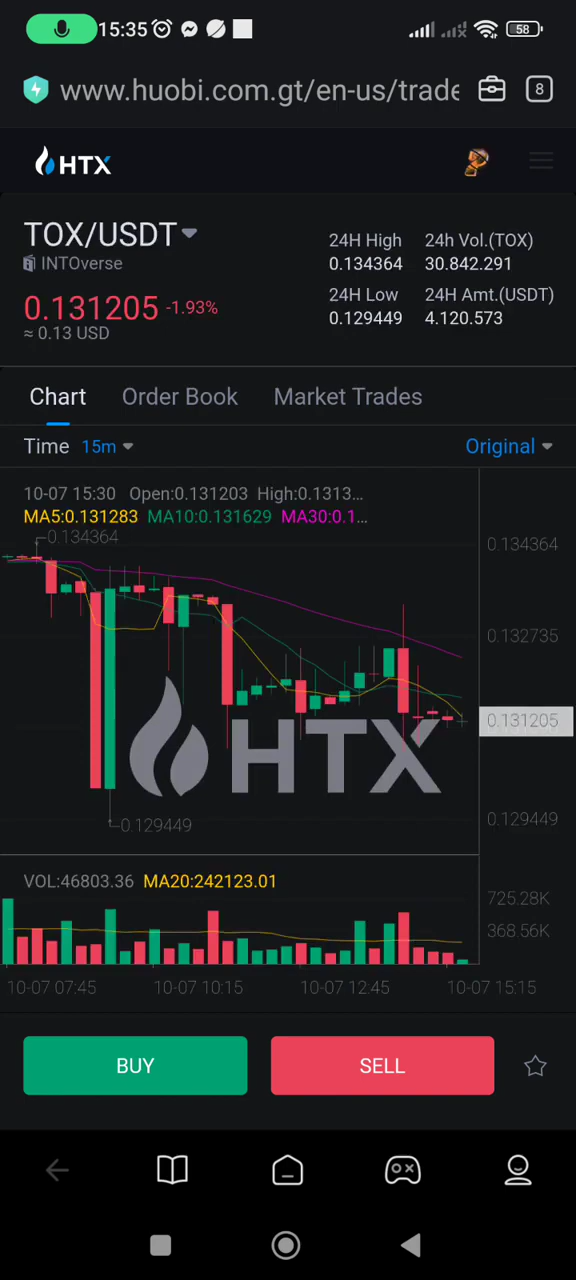 15:35
58
www.huobi.com.gt/en-us/trade
8
HTX
TOX/USDT
INTOverse
24H High
24h Vol.(TOX)
0.134364
30.842.291
0.131205 -1.93%
≈ 0.13 USD
24H Low
24H Amt.(USDT)
0.129449
4.120.573
Chart
Order Book
Market Trades
Time 15m
Original
10-07 15:30 Open:0.131203 High:0.1313...
MA5:0.131283 MA10:0.131629 MA30:0.1...
0.134364
0.134364
0.132735
0.131205
HTX
0.129449
0.129449
VOL:46803.36 MA20:242123.01
725.28K
368.56K
10-07 07:45
10-07 10:15
10-07 12:45
10-07 15:15
BUY
SELL